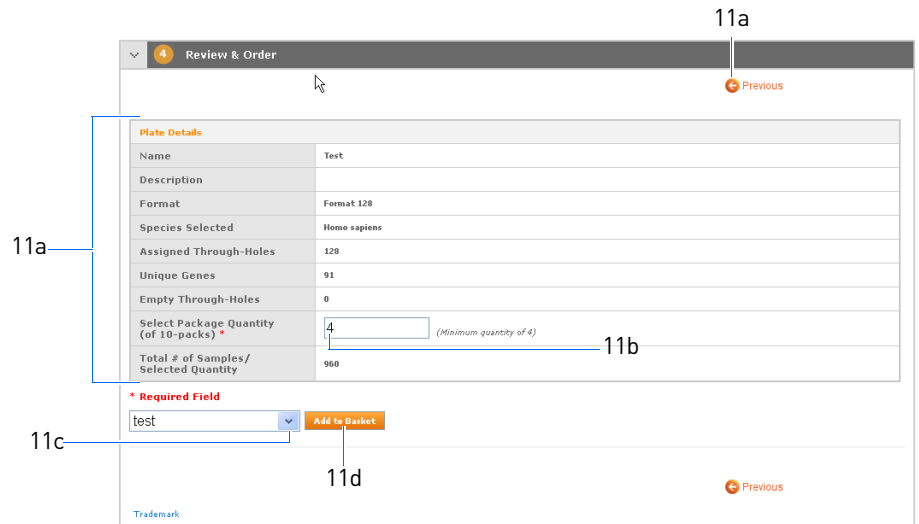 11a
4 Review & Order
Previous
Plate Details
Name Test
Description
Format Format 128
Species Selected Homo sapiens
11a
Assigned Through-Holes 128
Unique Genes 91
Empty Through-Holes 0
Select Package Quantity
(of 10-packs) * 4 (Minimum quantity of 4)
11b
Total # of Samples/
Selected Quantity 960
* Required Field
test Add to Basket
11c
11d
Previous
Trademark